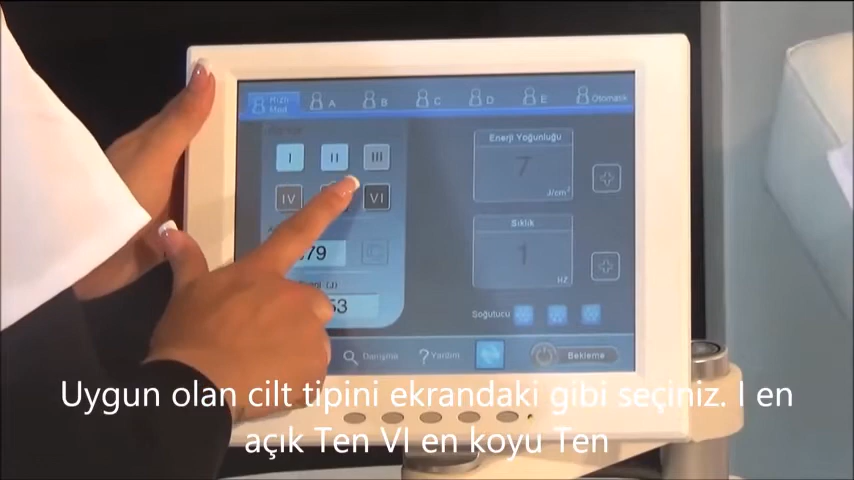 Hızlı Mod A B C D E Otomatik
I II III
IV VI
Enerji Yoğunluğu
7
J/cm²
Sıklık
1
HZ
79
53
Soğutucu
Danışma Yardım Bekleme
Uygun olan cilt tipini ekrandaki gibi seçiniz. I en
açık Ten VI en koyu Ten